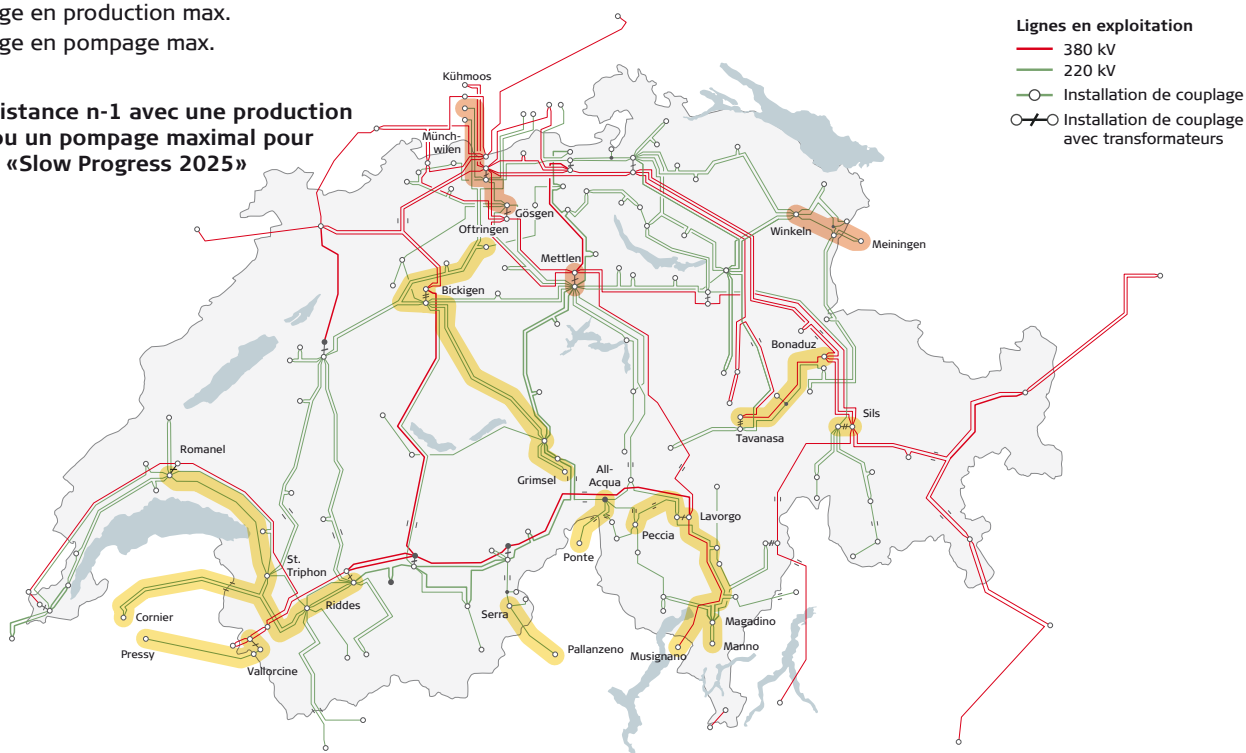 ge en production max.
ge en pompage max.
istance n-1 avec une production
ou un pompage maximal pour
«Slow Progress 2025»
Lignes en exploitation
380 kV
220 kV
Installation de couplage
Installation de couplage
avec transformateurs
Kühmoos
Münch-
wilen
Gösgen
Oftringen
Mettlen
Bickigen
Winkeln
Meiningen
Bonaduz
Tavanasa
Sils
Romanel
Grimsel
All-
Acqua
Lavorgo
Ponte
Peccia
St.
Triphon
Riddes
Cornier
Pressy
Vallorcine
Serra
Pallanzeno
Magadino
Manno
Musignano